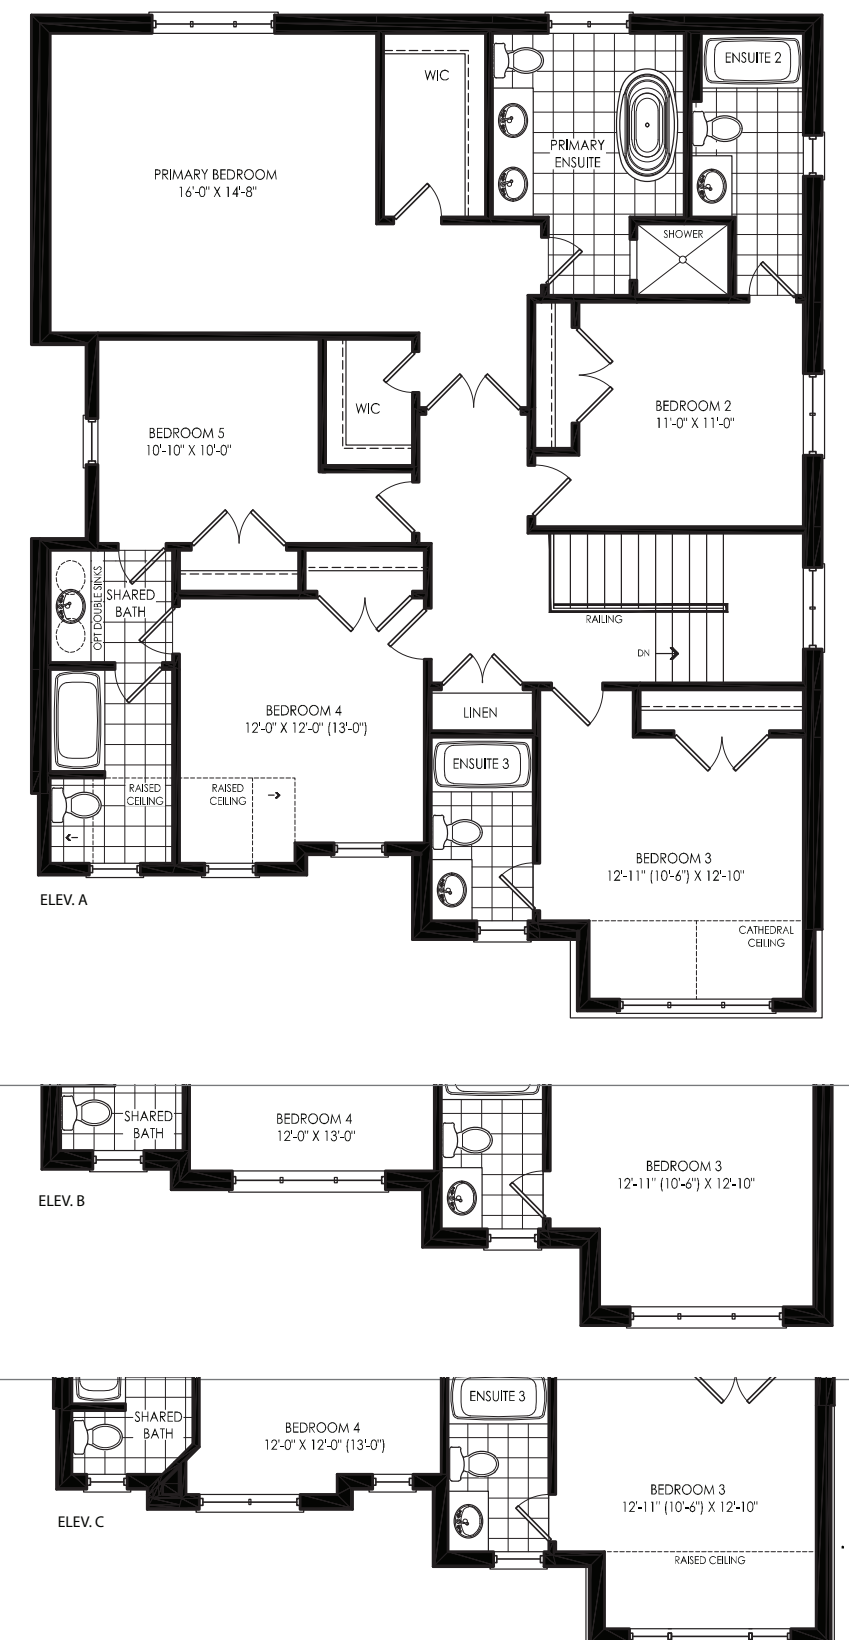 WIC
ENSUITE 2
PRIMARY
ENSUITE
PRIMARY BEDROOM
16'-0" X 14'-8"
SHOWER
WIC
BEDROOM 2
11'-0" X 11'-0"
BEDROOM 5
10'-10" X 10'-0"
OPT DOUBLE SINKS
SHARED
BATH
RAILING
DN
BEDROOM 4
12'-0" X 12'-0" (13'-0")
LINEN
ENSUITE 3
RAISED
CEILING
RAISED
CEILING
BEDROOM 3
12'-11" (10'-6") X 12'-10"
CATHEDRAL
CEILING
ELEV. A
SHARED
BATH
BEDROOM 4
12'-0" X 13'-0"
BEDROOM 3
12'-11" (10'-6") X 12'-10"
ELEV. B
ENSUITE 3
SHARED
BATH
BEDROOM 4
12'-0" X 12'-0" (13'-0")
BEDROOM 3
12'-11" (10'-6") X 12'-10"
ELEV. C
RAISED CEILING